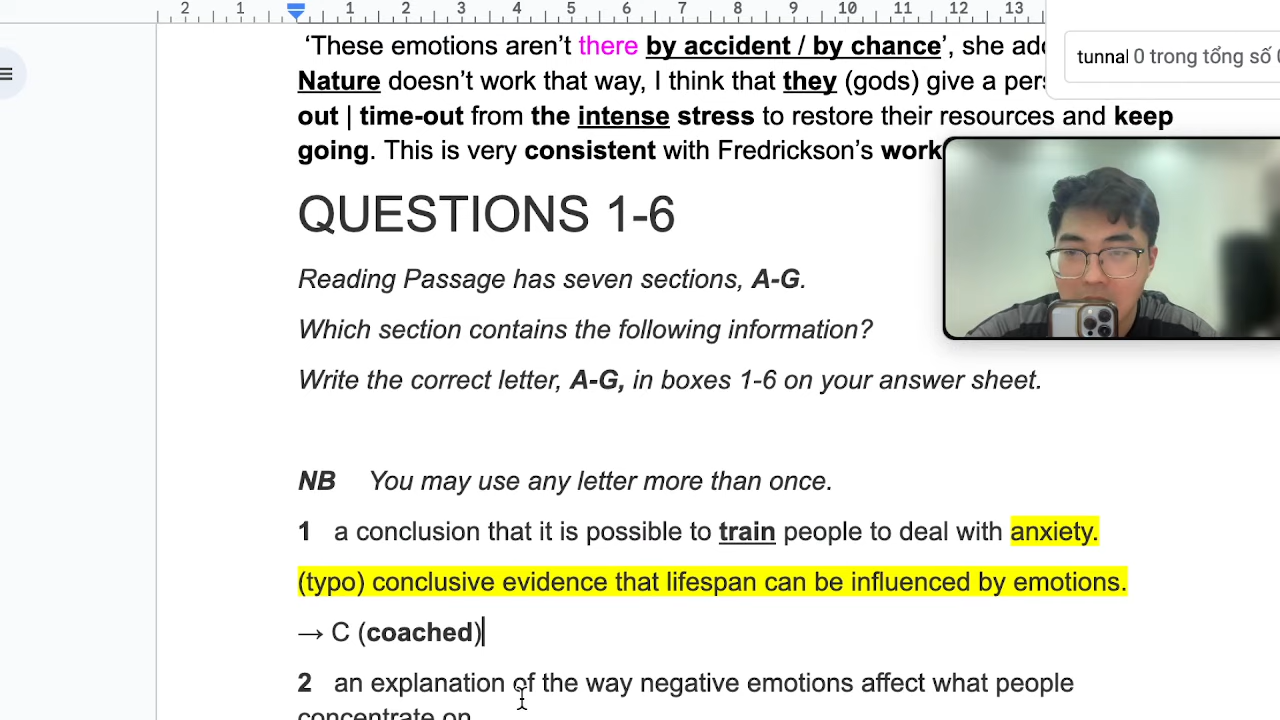 2 1 1 2 3 4 5 6 7 8 9 10 11 12 13
‘These emotions aren’t there by accident / by chance’, she
tunnal 0 trong tổng số
Nature doesn’t work that way, I think that they (gods) give a
out | time-out from the intense stress to restore their resources and keep
going. This is very consistent with Fredrickson’s work
QUESTIONS 1-6
Reading Passage has seven sections, A-G.
Which section contains the following information?
Write the correct letter, A-G, in boxes 1-6 on your answer sheet.
NB You may use any letter more than once.
1 a conclusion that it is possible to train people to deal with anxiety.
(typo) conclusive evidence that lifespan can be influenced by emotions.
→ C (coached)
2 an explanation of the way negative emotions affect what people
concentrate on